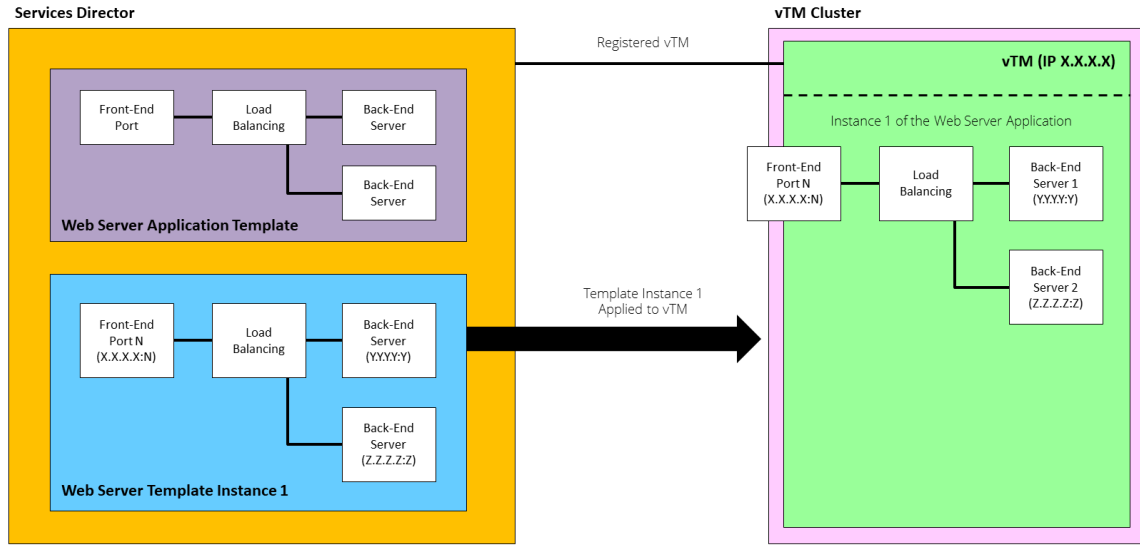 Services Director
vTM Cluster
Registered vTM
vTM (IP X.X.X.X)
Front-End
Port
Load
Balancing
Back-End
Server
Back-End
Server
Web Server Application Template
Instance 1 of the Web Server Application
Front-End
Port N
(X.X.X.X:N)
Load
Balancing
Back-End
Server 1
(Y.Y.Y.Y:Y)
Back-End
Server 2
(Z.Z.Z.Z:Z)
Template Instance 1
Applied to vTM
Front-End
Port N
(X.X.X.X:N)
Load
Balancing
Back-End
Server
(Y.Y.Y.Y:Y)
Back-End
Server
(Z.Z.Z.Z:Z)
Web Server Template Instance 1